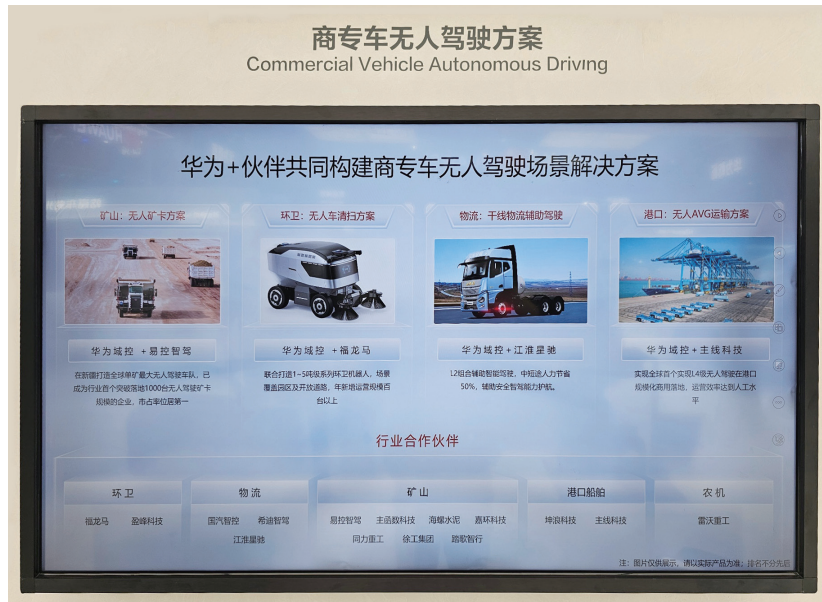 商专车无人驾驶方案
Commercial Vehicle Autonomous Driving
华为+伙伴共同构建商专车无人驾驶场景解决方案
矿山：无人矿卡方案
环卫：无人车清扫方案
物流：干线物流辅助驾驶
港口：无人AVG运输方案
华为域控 +易控智驾
华为域控 +福龙马
华为域控+江淮星驰
华为域控+主线科技
在新疆打造全球单矿最大无人驾驶车队，已
成为行业首个突破落地1000台无人驾驶矿卡
规模的企业，市占率位居第一
联合打造1~5吨级系列环卫机器人，场景
覆盖园区及开放道路，年新增运营规模百
台以上
L2组合辅助智能驾驶，中短途人力节省
50%，辅助安全智驾能力护航。
实现全球首个实现L4级无人驾驶在港口
规模化商用落地，运营效率达到人工水
平
行业合作伙伴
环卫
物流
矿山
港口船舶
农机
福龙马 盈峰科技
国汽智控 希迪智驾
江淮星驰
易控智驾 主函数科技 海螺水泥 嘉环科技
同力重工 徐工集团 踏歌智行
坤浪科技 主线科技
雷沃重工
注：图片仅供展示，请以实际产品为准；排名不分先后